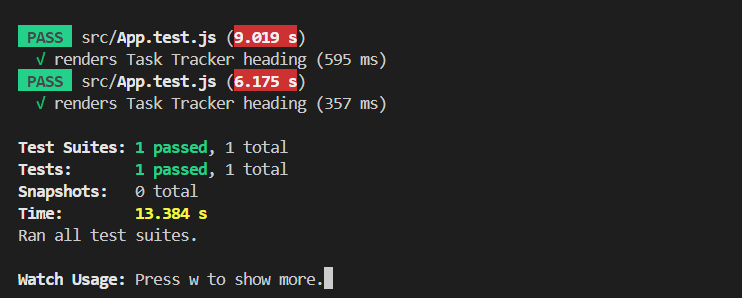 PASS src/App.test.js (9.019 s)
√ renders Task Tracker heading (595 ms)
PASS src/App.test.js (6.175 s)
√ renders Task Tracker heading (357 ms)
Test Suites: 1 passed, 1 total
Tests: 1 passed, 1 total
Snapshots: 0 total
Time: 13.384 s
Ran all test suites.
Watch Usage: Press w to show more.